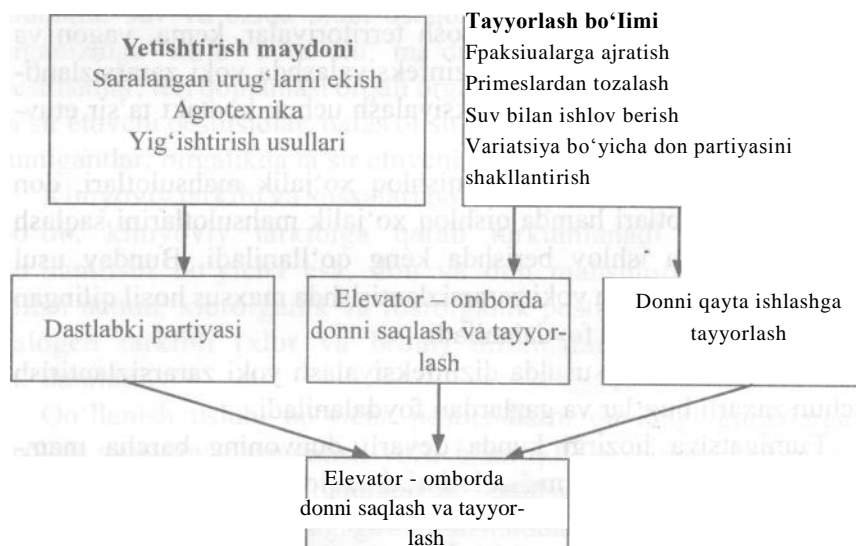 Yetishtirish maydoni
Saralangan urug‘larni ekish
Agrotexnika
Yig‘ishtirish usullari
Tayyorlash bo‘Iimi
Fpaksiualarga ajratish
Primeslardan tozalash
Suv bilan ishlov berish
Variatsiya bo‘yicha don partiyasini
shakllantirish
Dastlabki partiyasi
Elevator – omborda
donni saqlash va tayyor-
lash
Donni qayta ishlashga
tayyorlash
Elevator - omborda
donni saqlash va tayyor-
lash